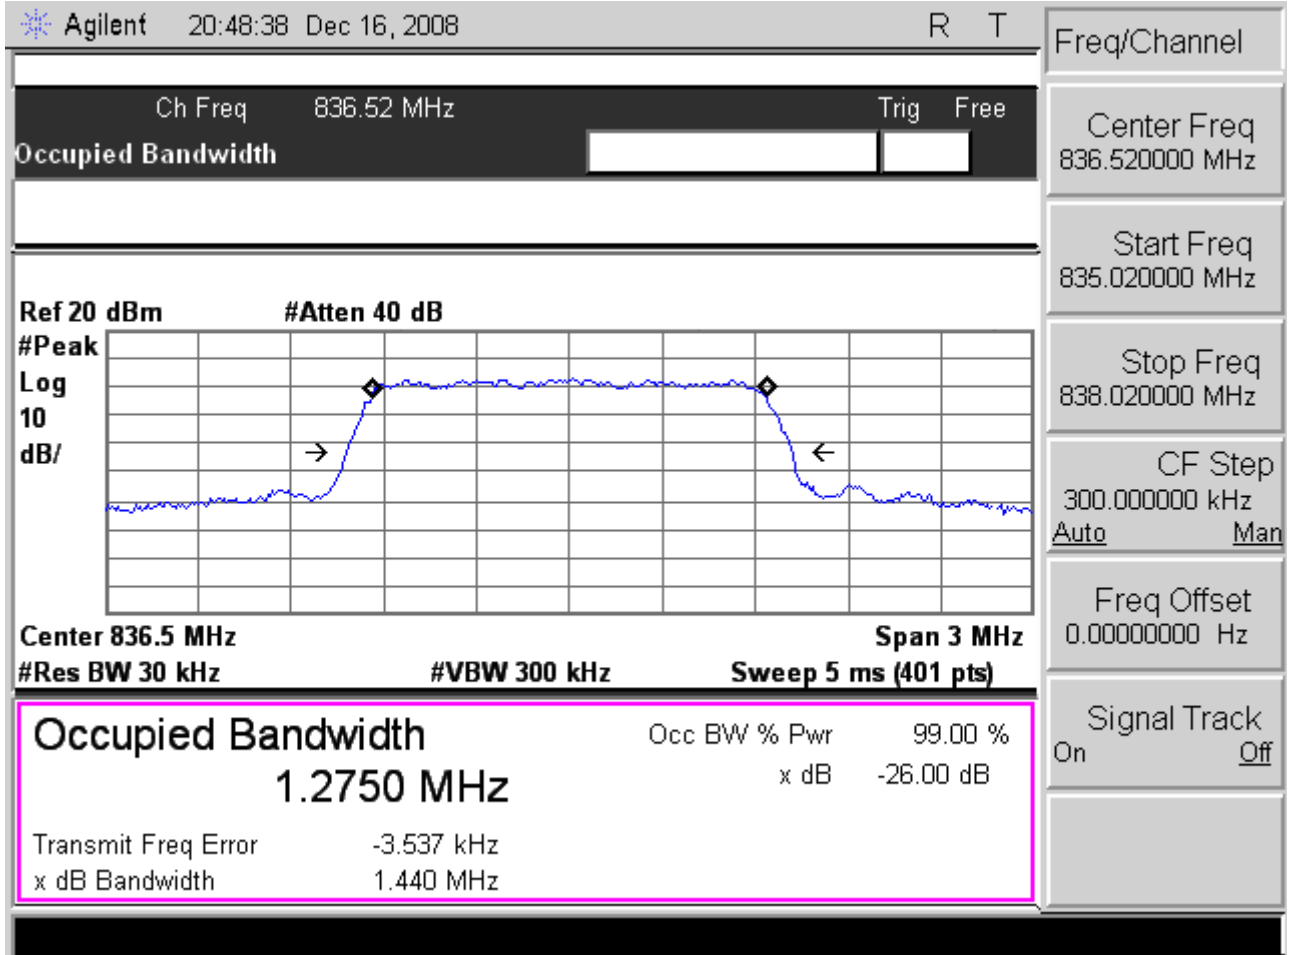 Agilent 20:48:38 Dec 16, 2008 R T
Freq/Channel
Ch Freq 836.52 MHz Trig Free
Occupied Bandwidth
Center Freq
836.520000 MHz
Start Freq
835.020000 MHz
Ref 20 dBm #Atten 40 dB
#Peak
Log
10
dB/
Stop Freq
838.020000 MHz
CF Step
300.000000 kHz
Auto Man
Freq Offset
0.00000000 Hz
Center 836.5 MHz Span 3 MHz
#Res BW 30 kHz #VBW 300 kHz Sweep 5 ms (401 pts)
Signal Track
On Off
Occupied Bandwidth
1.2750 MHz
Occ BW % Pwr 99.00 %
x dB -26.00 dB
Transmit Freq Error -3.537 kHz
x dB Bandwidth 1.440 MHz